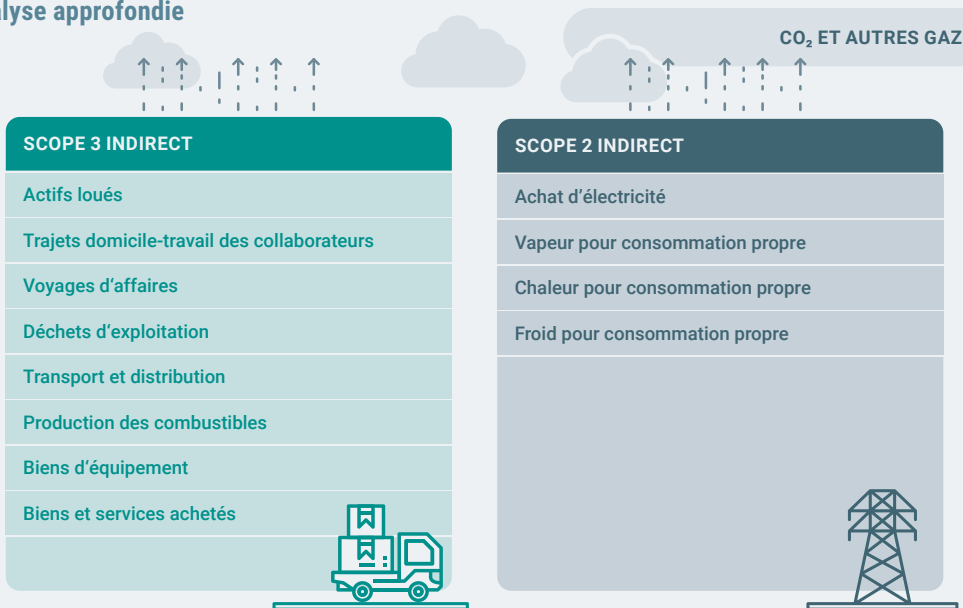 lyse approfondie
CO₂ ET AUTRES GAZ
SCOPE 3 INDIRECT
Actifs loués
Trajets domicile-travail des collaborateurs
Voyages d'affaires
Déchets d'exploitation
Transport et distribution
Production des combustibles
Biens d'équipement
Biens et services achetés
SCOPE 2 INDIRECT
Achat d'électricité
Vapeur pour consommation propre
Chaleur pour consommation propre
Froid pour consommation propre